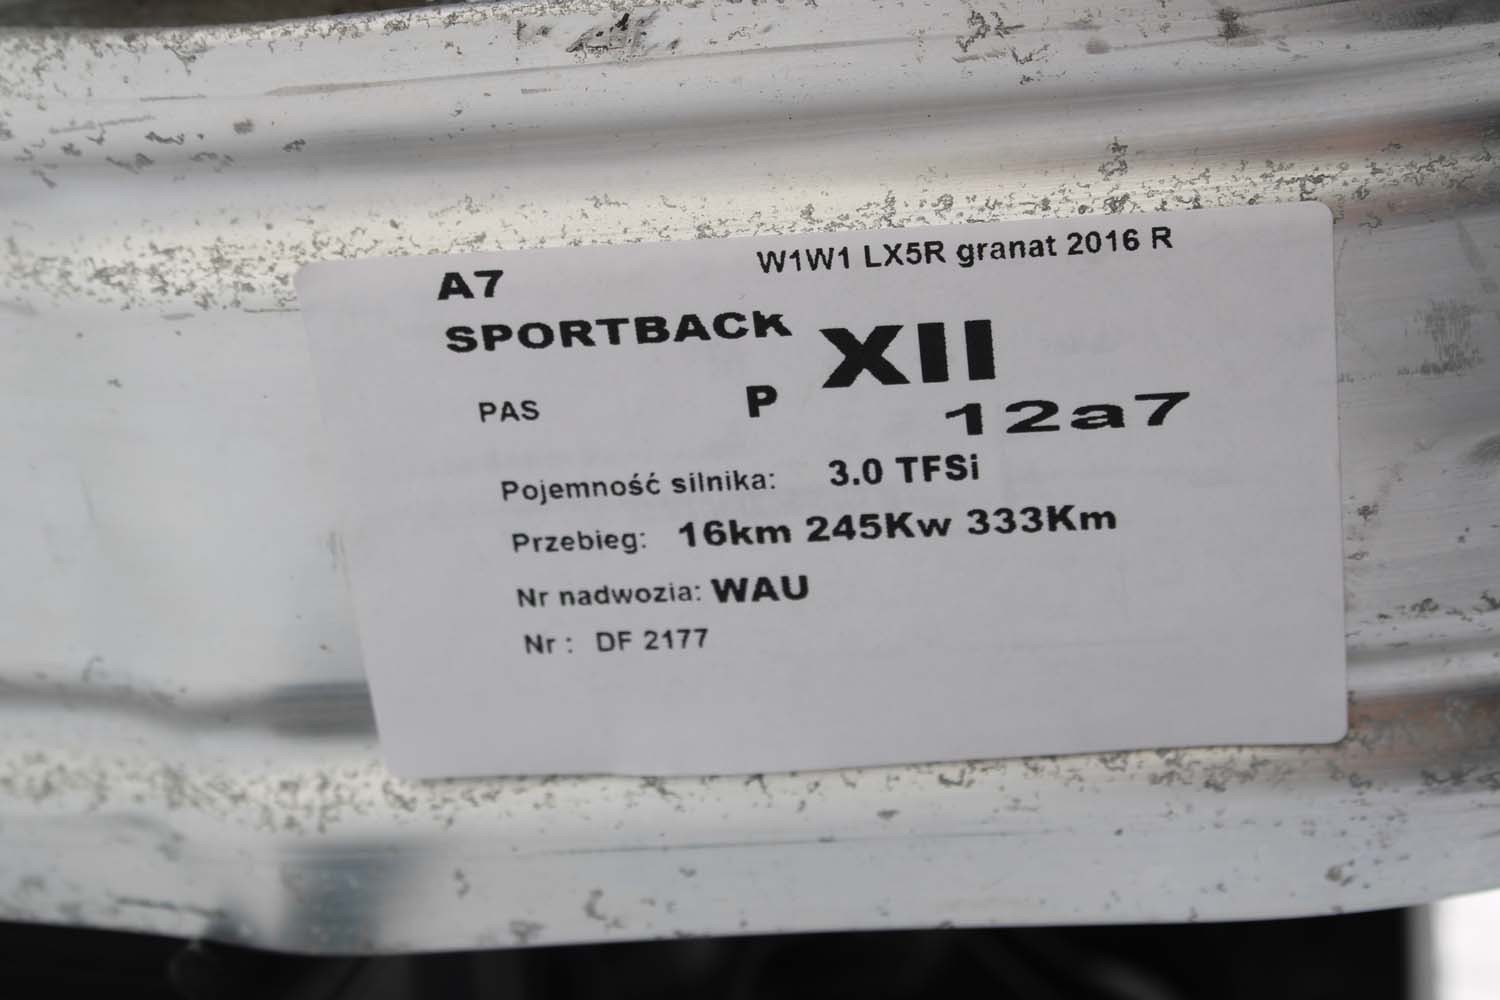 W1W1 LX5R granat 2016 R
A7
SPORTBACK
XII
PAS P
12a7
Pojemność silnika: 3.0 TFSi
Przebieg: 16km 245Kw 333Km
Nr nadwozia: WAU
Nr : DF 2177